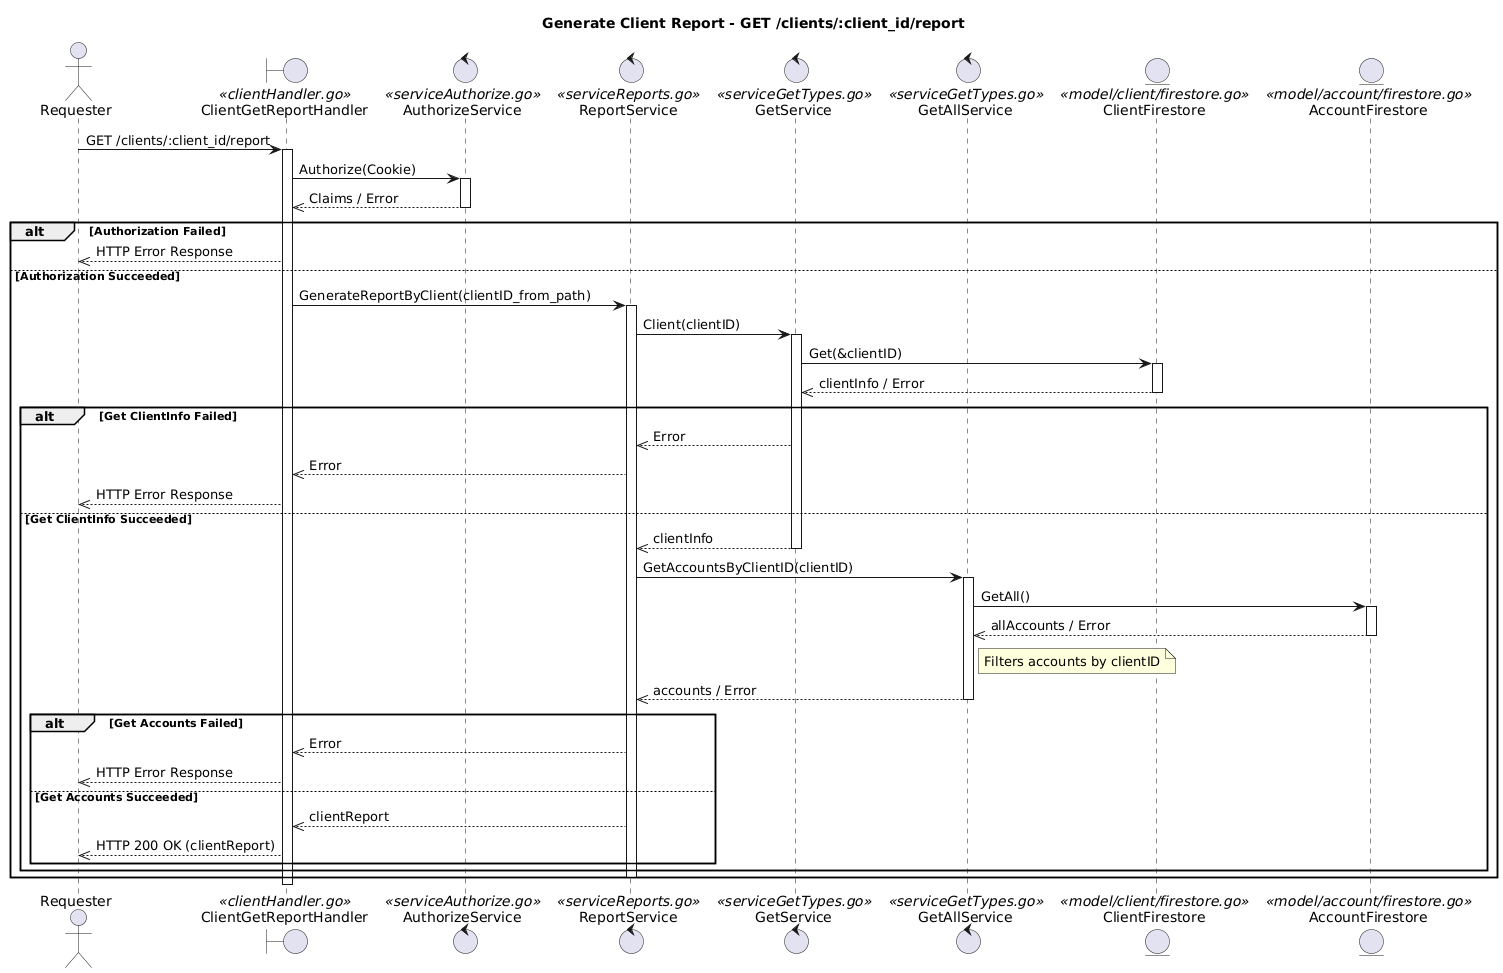 Generate Client Report - GET /clients/:client_id/report
«clientHandler.go» «serviceAuthorize.go» «serviceReports.go» «serviceGetTypes.go» «serviceGetTypes.go» «model/client/firestore.go» «model/account/firestore.go»
Requester ClientGetReportHandler AuthorizeService ReportService GetService GetAllService ClientFirestore AccountFirestore
GET /clients/:client_id/report
Authorize(Cookie)
Claims / Error
alt [Authorization Failed]
HTTP Error Response
[Authorization Succeeded]
GenerateReportByClient(clientID_from_path)
Client(clientID)
Get(&clientID)
clientInfo / Error
alt [Get ClientInfo Failed]
Error
Error
HTTP Error Response
[Get ClientInfo Succeeded]
clientInfo
GetAccountsByClientID(clientID)
GetAll()
allAccounts / Error
Filters accounts by clientID
accounts / Error
alt [Get Accounts Failed]
Error
HTTP Error Response
[Get Accounts Succeeded]
clientReport
HTTP 200 OK (clientReport)
Requester «clientHandler.go» «serviceAuthorize.go» «serviceReports.go» «serviceGetTypes.go» «serviceGetTypes.go» «model/client/firestore.go» «model/account/firestore.go»
ClientGetReportHandler AuthorizeService ReportService GetService GetAllService ClientFirestore AccountFirestore